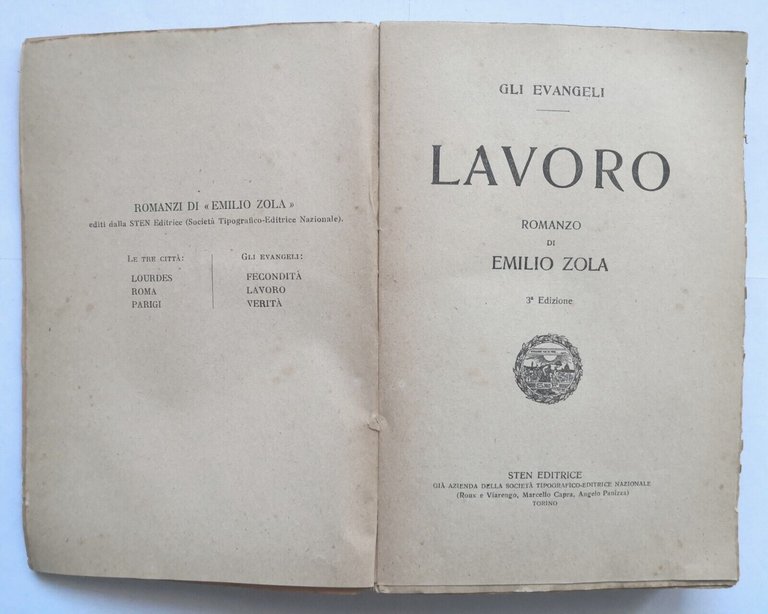 ROMANZI DI « EMILIO ZOLA »
editi dalla STEN Editrice (Società Tipografico-Editrice Nazionale).
LE TRE CITTÀ:
LOURDES
ROMA
PARIGI
GLI EVANGELI:
FECONDITÀ
LAVORO
VERITÀ
GLI EVANGELI
LAVORO
ROMANZO
DI
EMILIO ZOLA
3ª Edizione
STEN EDITRICE
GIÀ AZIENDA DELLA SOCIETÀ TIPOGRAFICO-EDITRICE NAZIONALE
(Roux e Viarengo, Marcello Capra, Angelo Panizza)
TORINO